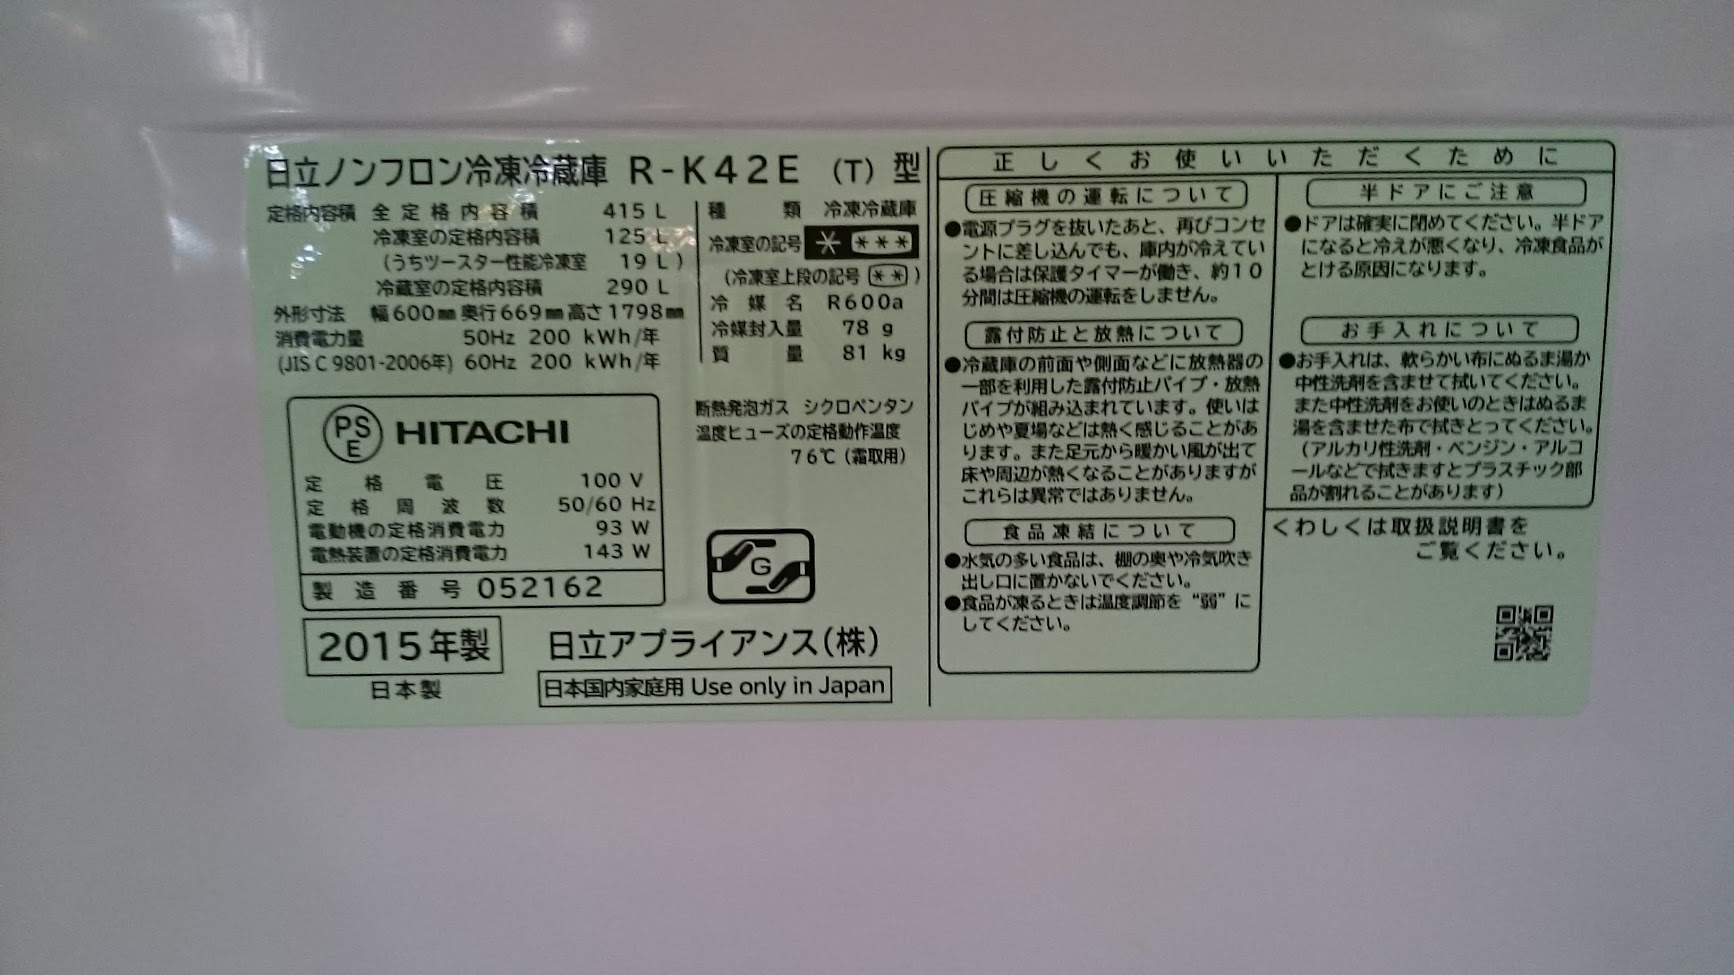 日立ノンフロン冷凍冷蔵庫 R-K42E (T) 型
定格内容積 全定格内容積 415 L
冷凍室の定格内容積 125 L
(うちツースター性能冷凍室 19 L)
冷蔵室の定格内容積 290 L
外形寸法 幅600㎜奥行669㎜高さ1798㎜
消費電力量 50Hz 200 kWh/年
(JIS C 9801-2006年) 60Hz 200 kWh/年
種類 冷凍冷蔵庫
冷凍室の記号 * ***
(冷凍室上段の記号 **)
冷媒名 R600a
冷媒封入量 78 g
質量 81 kg
断熱発泡ガス シクロペンタン
温度ヒューズの定格動作温度
76℃(霜取用)
PS
E
HITACHI
定格電圧 100 V
定格周波数 50/60 Hz
電動機の定格消費電力 93 W
電熱装置の定格消費電力 143 W
製造番号 052162
G
2015年製
日本製
日立アプライアンス(株)
日本国内家庭用 Use only in Japan
正しくお使いいただくために
圧縮機の運転について
●電源プラグを抜いたあと、再びコンセ
ントに差し込んでも、庫内が冷えてい
る場合は保護タイマーが働き、約10
分間は圧縮機の運転をしません。
露付防止と放熱について
●冷蔵庫の前面や側面などに放熱器の
一部を利用した露付防止パイプ・放熱
パイプが組み込まれています。使いは
じめや夏場などは熱く感じることがあ
ります。また足元から暖かい風が出て
床や周辺が熱くなることがありますが
これらは異常ではありません。
食品凍結について
●水気の多い食品は、棚の奥や冷気吹き
出し口に置かないでください。
●食品が凍るときは温度調節を“弱”に
してください。
半ドアにご注意
●ドアは確実に閉めてください。半ドア
になると冷えが悪くなり、冷凍食品が
とける原因になります。
お手入れについて
●お手入れは、軟らかい布にぬるま湯か
中性洗剤を含ませて拭いてください。
また中性洗剤をお使いのときはぬるま
湯を含ませた布で拭きとってください。
(アルカリ性洗剤・ベンジン・アルコ
ールなどで拭きますとプラスチック部
品が割れることがあります)
くわしくは取扱説明書を
ご覧ください。